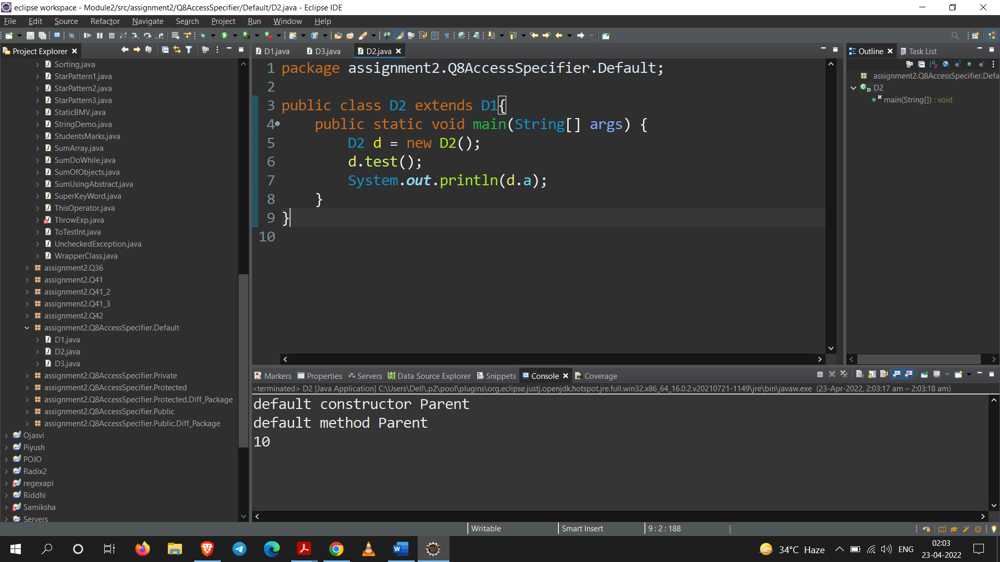 eclipse workspace - Module2/src/assignment2/Q8AccessSpecifier/Default/D2.java - Eclipse IDE
File Edit Source Refactor Navigate Search Project Run Window Help
Project Explorer
Sorting.java
StarPattern1.java
StarPattern2.java
StarPattern3.java
StaticBMV.java
StringDemo.java
StudentsMarks.java
SumArray.java
SumDoWhile.java
SumOfObjects.java
SumUsingAbstract.java
SuperKeyWord.java
ThisOperator.java
ThrowExp.java
ToTestInt.java
UncheckedException.java
WrapperClass.java
assignment2.Q36
assignment2.Q41
assignment2.Q41_2
assignment2.Q41_3
assignment2.Q42
assignment2.Q8AccessSpecifier.Default
D1.java
D2.java
D3.java
assignment2.Q8AccessSpecifier.Private
assignment2.Q8AccessSpecifier.Protected
assignment2.Q8AccessSpecifier.Protected.Diff_Package
assignment2.Q8AccessSpecifier.Public
assignment2.Q8AccessSpecifier.Public.Diff_Package
Ojasvi
Piyush
POJO
Radix2
regexapi
Riddhi
Samiksha
Servers
D1.java D3.java D2.java
1 package assignment2.Q8AccessSpecifier.Default;
2
3 public class D2 extends D1{
4 public static void main(String[] args) {
5 D2 d = new D2();
6 d.test();
7 System.out.println(d.a);
8 }
9 }
10
Outline Task List
assignment2.Q8AccessSpecifier.Defa
D2
main(String[]) : void
Markers Properties Servers Data Source Explorer Snippets Console Coverage
<terminated> D2 [Java Application] C:\Users\Dell\.p2\pool\plugins\org.eclipse.justj.openjdk.hotspot.jre.full.win32.x86_64_16.0.2.v20210721-1149\jre\bin\javaw.exe (23-Apr-2022, 2:03:17 am – 2:03:18 am)
default constructor Parent
default method Parent
10
Writable Smart Insert 9 : 2 : 188
34°C Haze ENG 02:03
23-04-2022